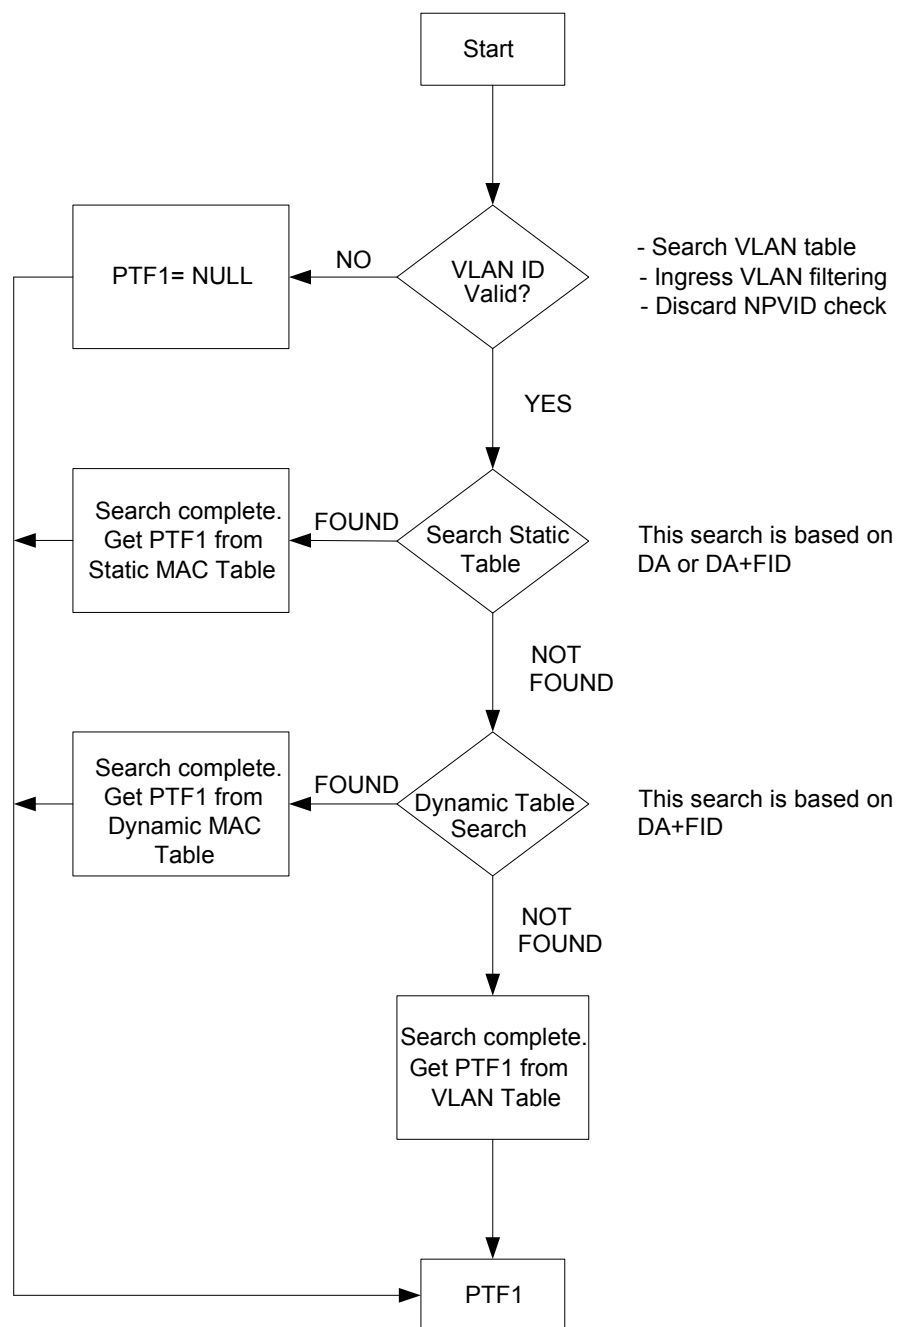 Start
NO
PTF1= NULL
VLAN ID
Valid?
- Search VLAN table
- Ingress VLAN filtering
- Discard NPVID check
YES
Search complete.
Get PTF1 from
Static MAC Table
FOUND
Search Static
Table
This search is based on
DA or DA+FID
NOT
FOUND
Search complete.
Get PTF1 from
Dynamic MAC
Table
FOUND
Dynamic Table
Search
This search is based on
DA+FID
NOT
FOUND
Search complete.
Get PTF1 from
VLAN Table
PTF1